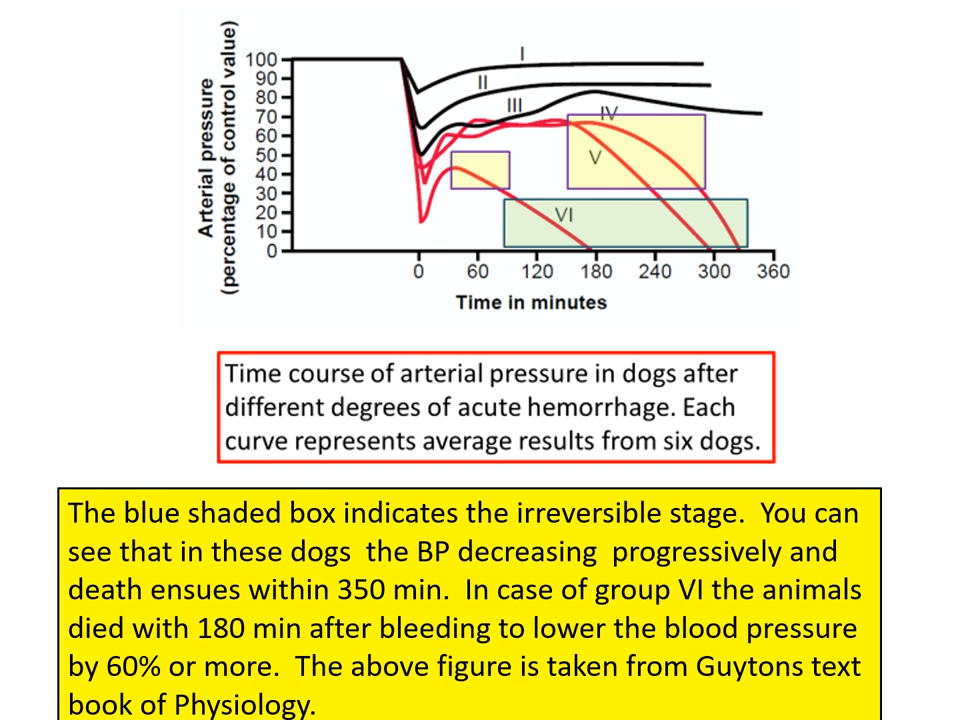 Arterial pressure
(percentage of control value)
100
90
80
70
60
50
40
30
20
10
0
I
II
III
IV
V
VI
0 60 120 180 240 300 360
Time in minutes
Time course of arterial pressure in dogs after
different degrees of acute hemorrhage. Each
curve represents average results from six dogs.
The blue shaded box indicates the irreversible stage.  You can
see that in these dogs  the BP decreasing  progressively and
death ensues within 350 min.  In case of group VI the animals
died with 180 min after bleeding to lower the blood pressure
by 60% or more.  The above figure is taken from Guytons text
book of Physiology.